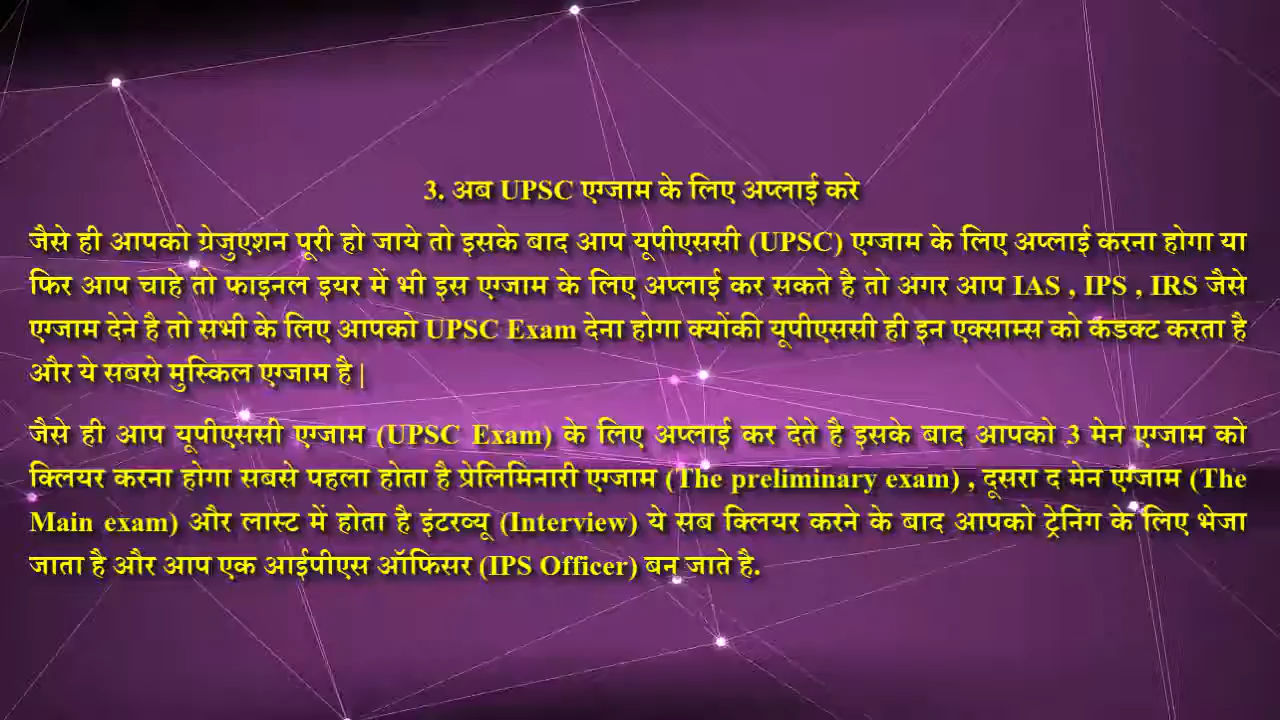 3. अब UPSC एग्जाम के लिए अप्लाई करे
जैसे ही आपको ग्रेजुएशन पूरी हो जाये तो इसके बाद आप यूपीएससी (UPSC) एग्जाम के लिए अप्लाई करना होगा या
फिर आप चाहे तो फाइनल इयर में भी इस एग्जाम के लिए अप्लाई कर सकते है तो अगर आप IAS , IPS , IRS जैसे
एग्जाम देने है तो सभी के लिए आपको UPSC Exam देना होगा क्योंकी यूपीएससी ही इन एक्साम्स को कंडक्ट करता है
और ये सबसे मुस्किल एग्जाम है |
जैसे ही आप यूपीएससी एग्जाम (UPSC Exam) के लिए अप्लाई कर देते है इसके बाद आपको 3 मेन एग्जाम को
क्लियर करना होगा सबसे पहला होता है प्रेलिमिनारी एग्जाम (The preliminary exam) , दूसरा द मेन एग्जाम (The
Main exam) और लास्ट में होता है इंटरव्यू (Interview) ये सब क्लियर करने के बाद आपको ट्रेनिंग के लिए भेजा
जाता है और आप एक आईपीएस ऑफिसर (IPS Officer) बन जाते है.